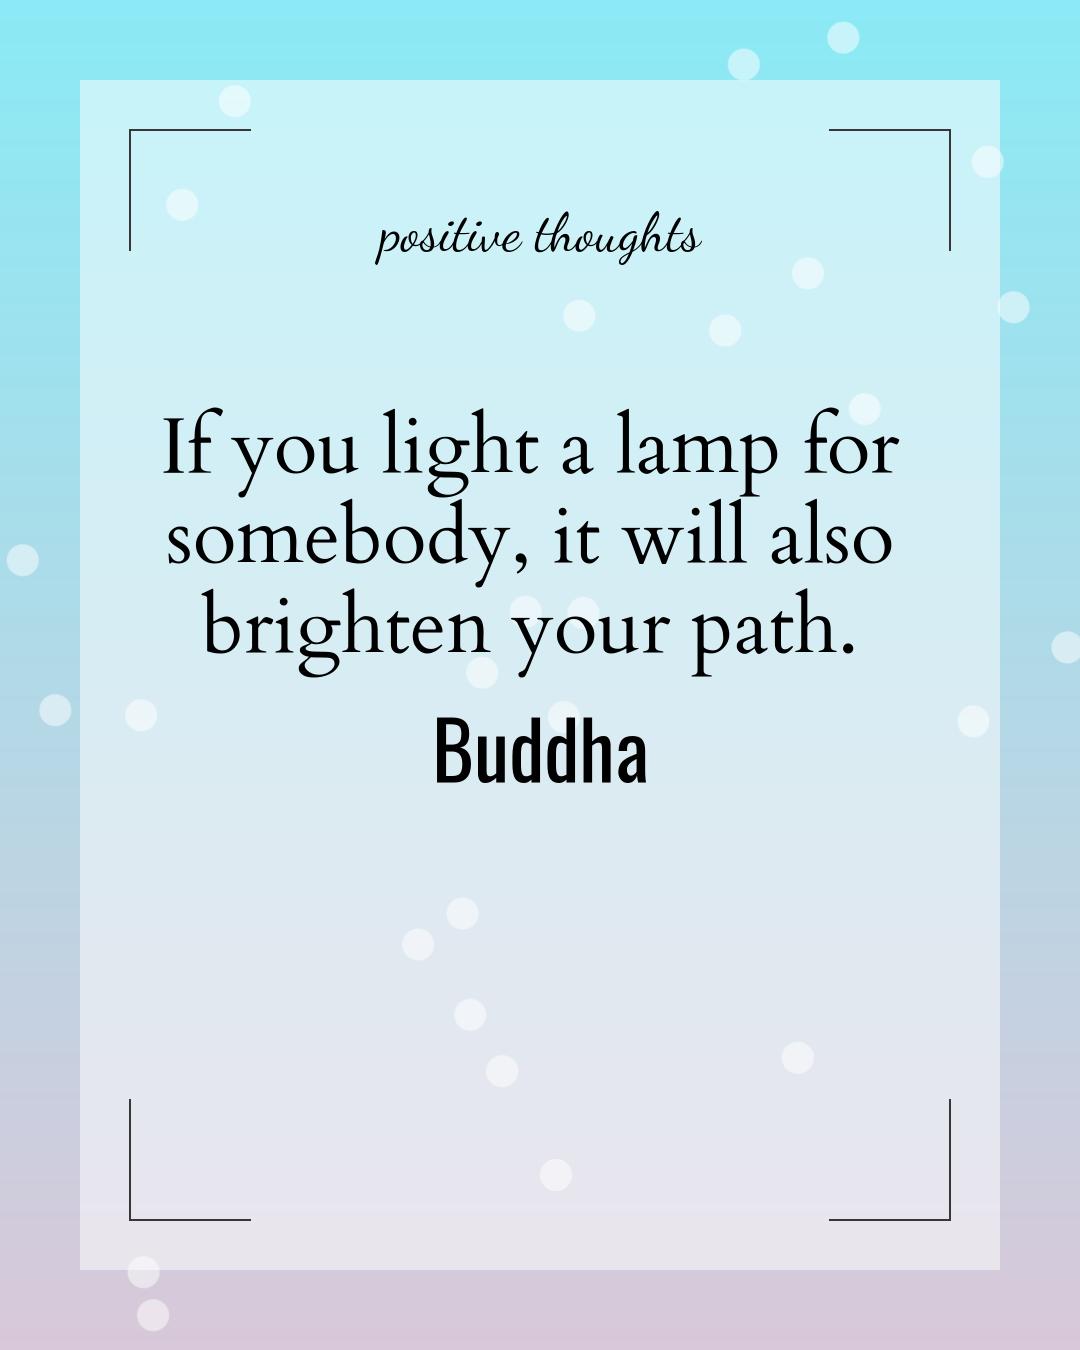 positive thoughts
If you light a lamp for
somebody, it will also
brighten your path.
Buddha